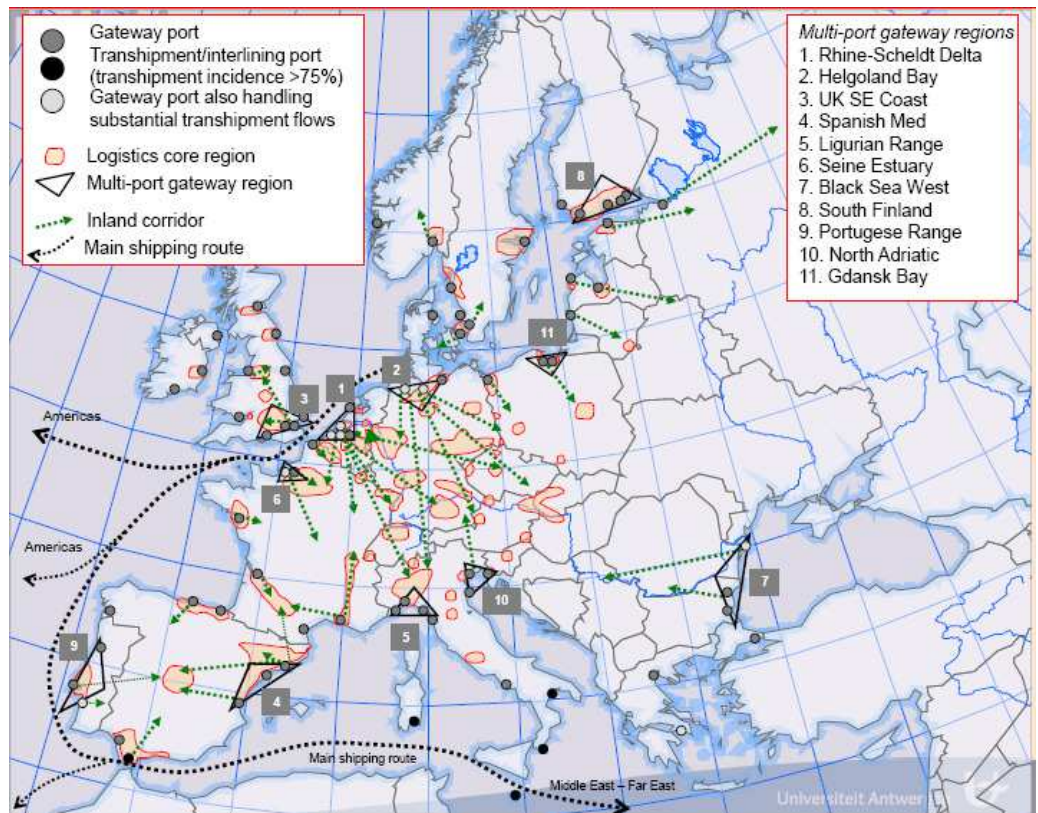 Gateway port
Transhipment/interlining port
(transhipment incidence >75%)
Gateway port also handling
substantial transhipment flows
Logistics core region
Multi-port gateway region
Inland corridor
Main shipping route
Multi-port gateway regions
1. Rhine-Scheldt Delta
2. Helgoland Bay
3. UK SE Coast
4. Spanish Med
5. Ligurian Range
6. Seine Estuary
7. Black Sea West
8. South Finland
9. Portugese Range
10. North Adriatic
11. Gdansk Bay
8
11
2
1
3
Americas
6
Americas
7
10
5
9
4
Main shipping route
Middle East – Far East
Universiteit